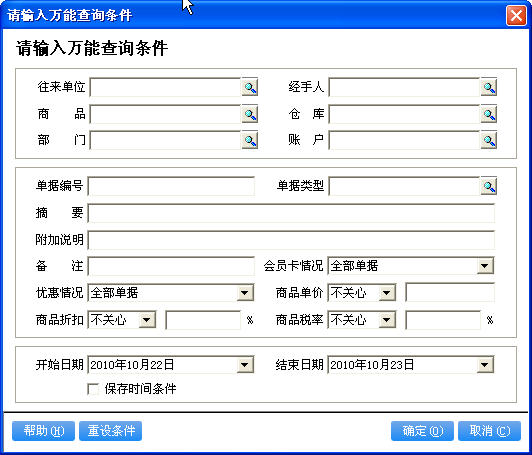 请输入万能查询条件
请输入万能查询条件
往来单位 经手人
商 品 仓 库
部 门 账 户
单据编号 单据类型
摘 要
附加说明
备 注 会员卡情况 全部单据
优惠情况 全部单据 商品单价 不关心
商品折扣 不关心 % 商品税率 不关心 %
开始日期 2010年10月22日 结束日期 2010年10月23日
保存时间条件
帮助(H) 重设条件 确定(O) 取消(C)